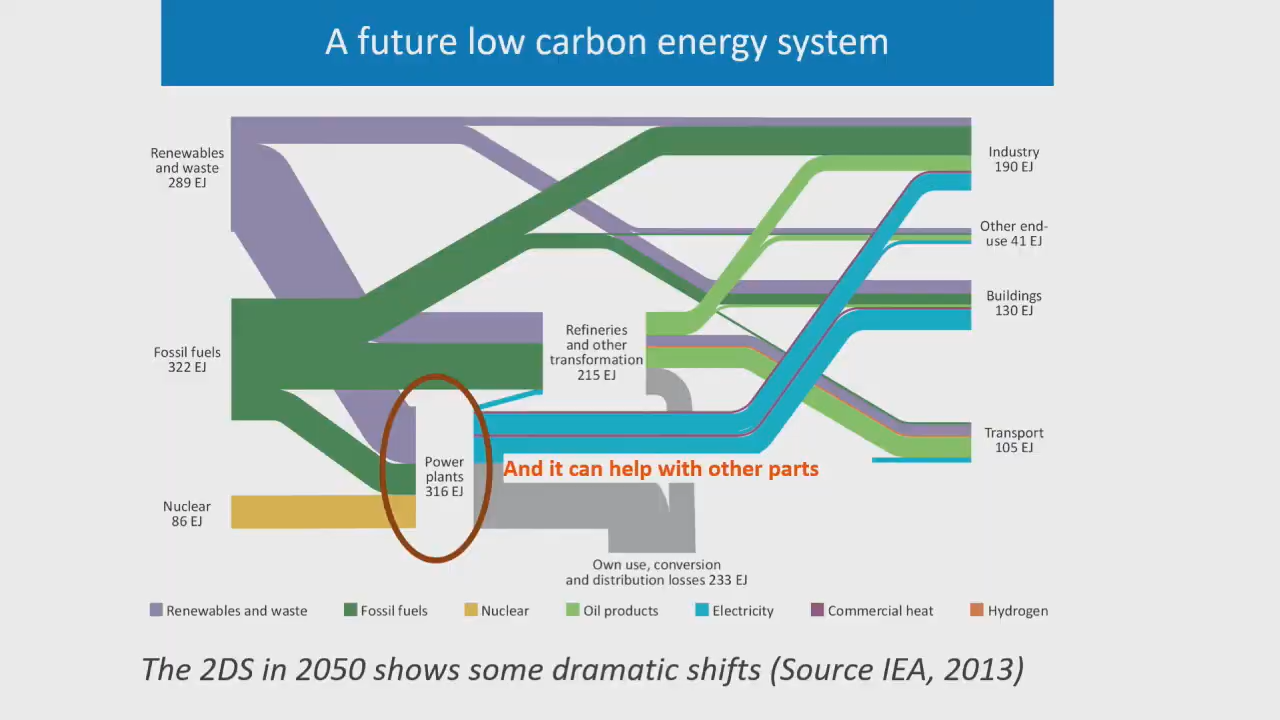 A future low carbon energy system
Renewables
and waste
289 EJ
Fossil fuels
322 EJ
Nuclear
86 EJ
Refineries
and other
transformation
215 EJ
Power
plants
316 EJ
And it can help with other parts
Own use, conversion
and distribution losses 233 EJ
Industry
190 EJ
Other end-
use 41 EJ
Buildings
130 EJ
Transport
105 EJ
Renewables and waste
Fossil fuels
Nuclear
Oil products
Electricity
Commercial heat
Hydrogen
The 2DS in 2050 shows some dramatic shifts (Source IEA, 2013)